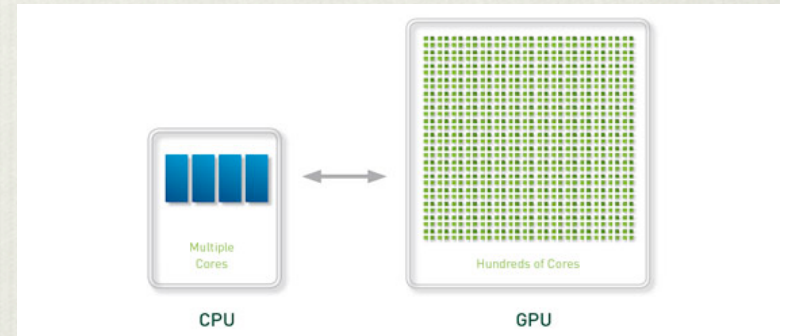 Multiple
Cores
Hundreds of Cores
CPU
GPU